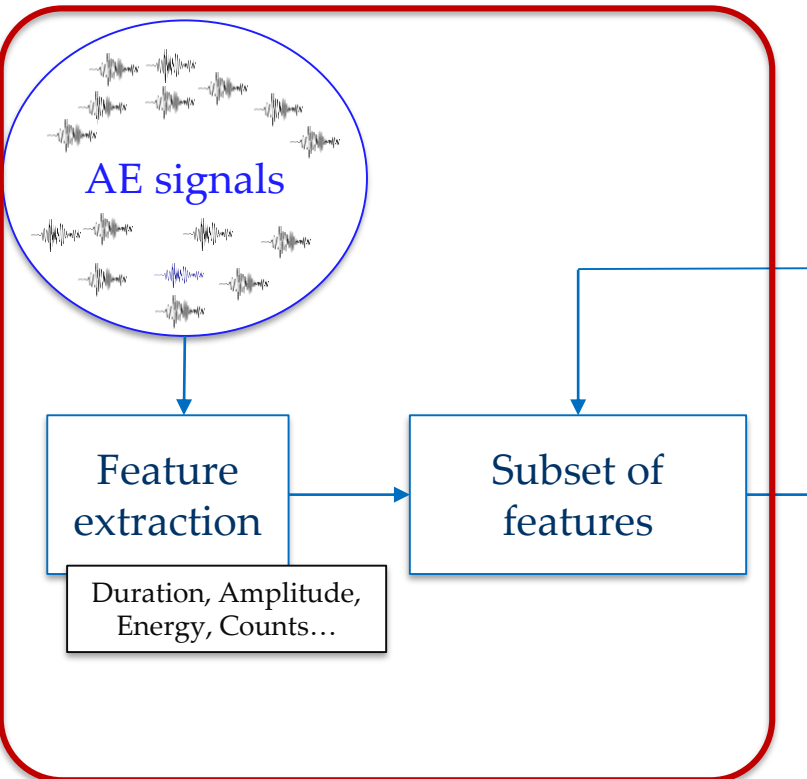 AE signals
Feature
extraction
Subset of
features
Duration, Amplitude,
Energy, Counts…